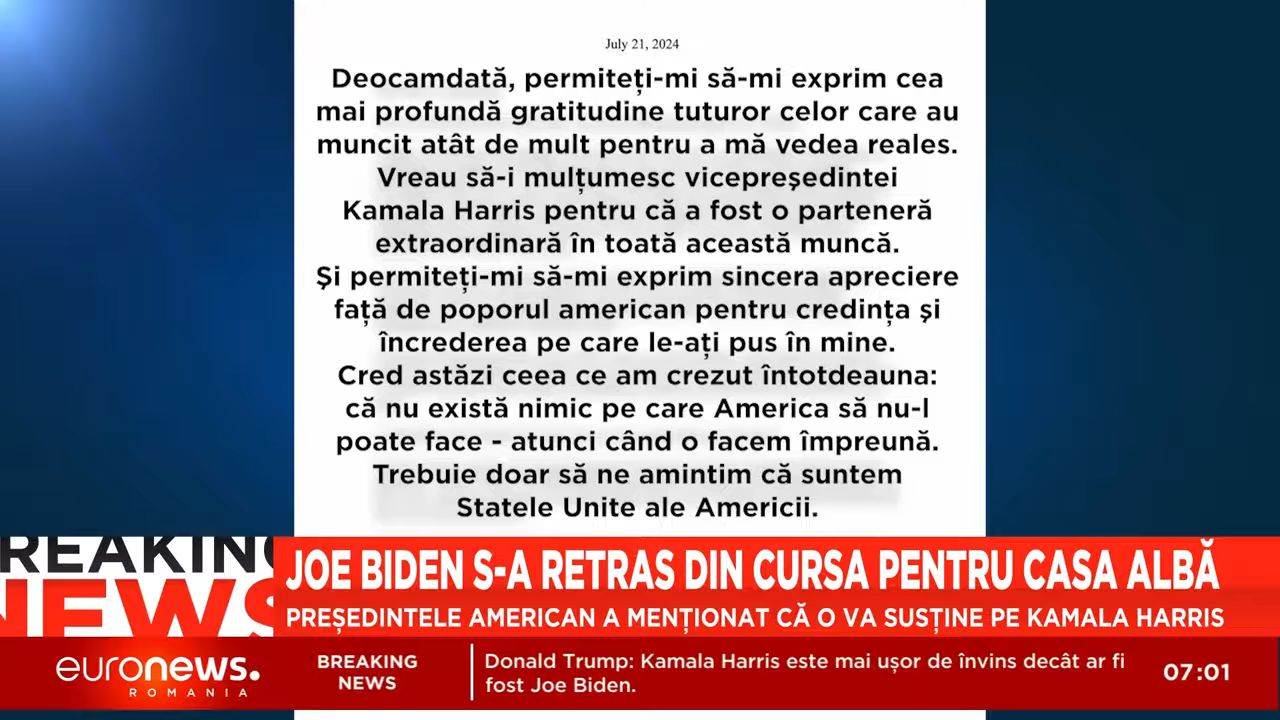 July 21, 2024
Deocamdată, permiteți-mi să-mi exprim cea
mai profundă gratitudine tuturor celor care au
muncit atât de mult pentru a mă vedea reales.
Vreau să-i mulțumesc vicepreședintei
Kamala Harris pentru că a fost o parteneră
extraordinară în toată această muncă.
Și permiteți-mi să-mi exprim sincera apreciere
față de poporul american pentru credința și
încrederea pe care le-ați pus în mine.
Cred astăzi ceea ce am crezut întotdeauna:
că nu există nimic pe care America să nu-l
poate face - atunci când o facem împreună.
Trebuie doar să ne amintim că suntem
Statele Unite ale Americii.
BREAKING
NEWS
JOE BIDEN S-A RETRAS DIN CURSA PENTRU CASA ALBĂ
PREȘEDINTELE AMERICAN A MENȚIONAT CĂ O VA SUSȚINE PE KAMALA HARRIS
euronews.
ROMANIA
BREAKING
NEWS
Donald Trump: Kamala Harris este mai ușor de învins decât ar fi
fost Joe Biden.
07:01